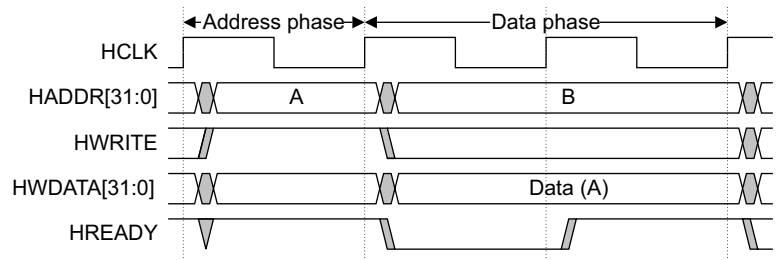 Address phase Data phase
HCLK
HADDR[31:0] A B
HWRITE
HWDATA[31:0] Data (A)
HREADY